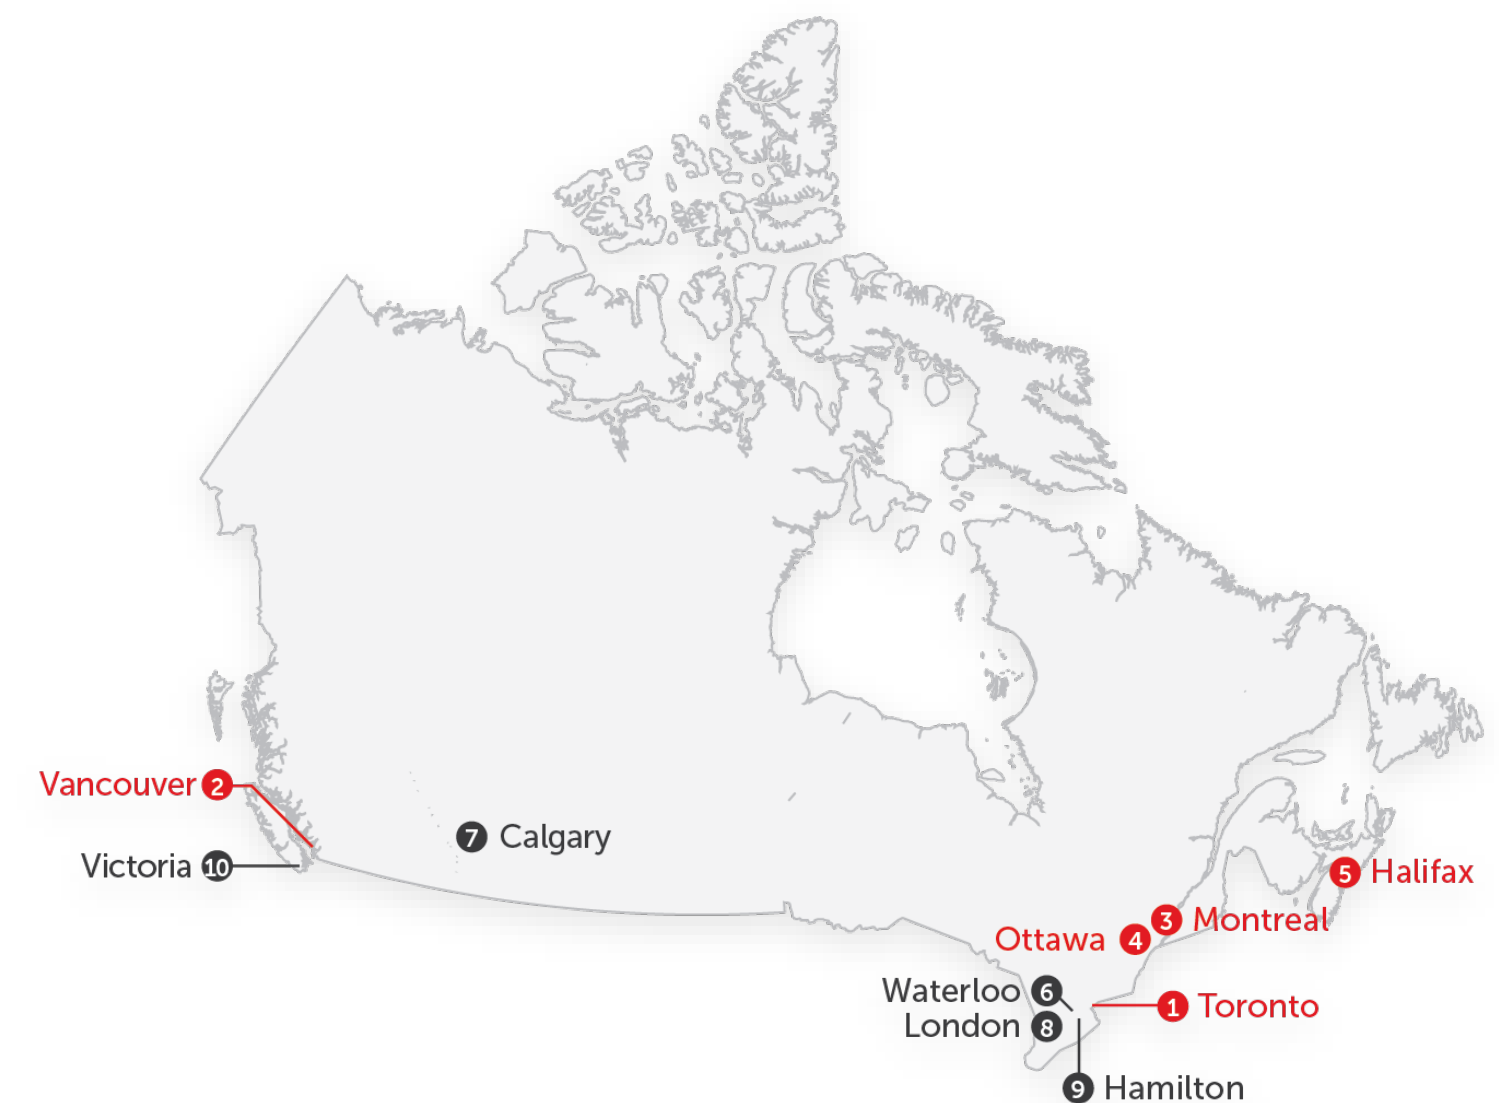 Vancouver 2
Victoria 10
7 Calgary
5 Halifax
3 Montreal
Ottawa 4
Waterloo 6
1 Toronto
London 8
9 Hamilton